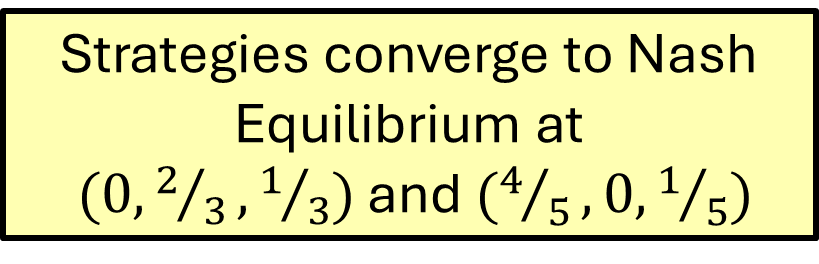 Strategies converge to Nash
Equilibrium at
(0, 2/3, 1/3) and (4/5, 0, 1/5)